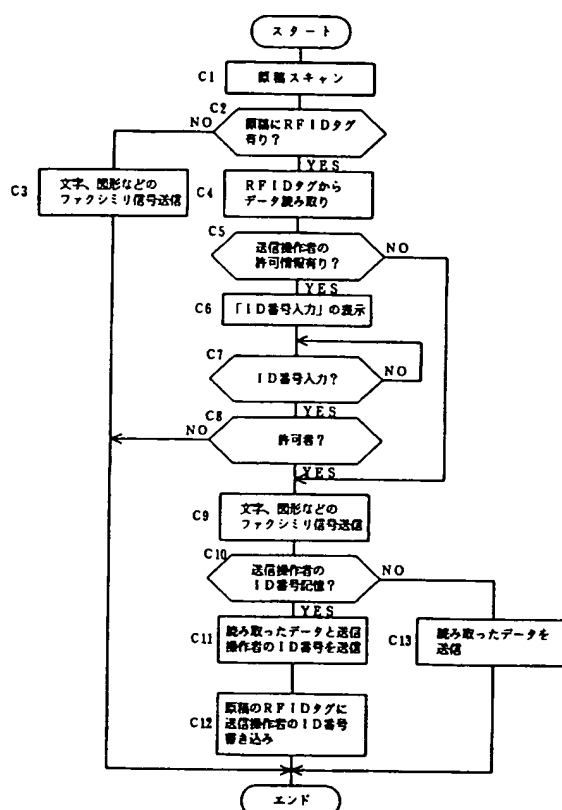 スタート
C1
原稿スキャン
C2
NO
原稿にRFIDタグ
有り?
YES
C3
文字、図形などの
ファクシミリ信号送信
C4
RFIDタグから
データ読み取り
C5
送信操作者の
許可情報有り?
NO
YES
C6
「ID番号入力」の表示
C7
ID番号入力?
NO
YES
C8
NO
許可者?
YES
C9
文字、図形などの
ファクシミリ信号送信
C10
送信操作者の
ID番号記憶?
NO
YES
C11
読み取ったデータと送信
操作者のID番号を送信
C13
読み取ったデータを
送信
C12
原稿のRFIDタグに
送信操作者のID番号
書き込み
エンド